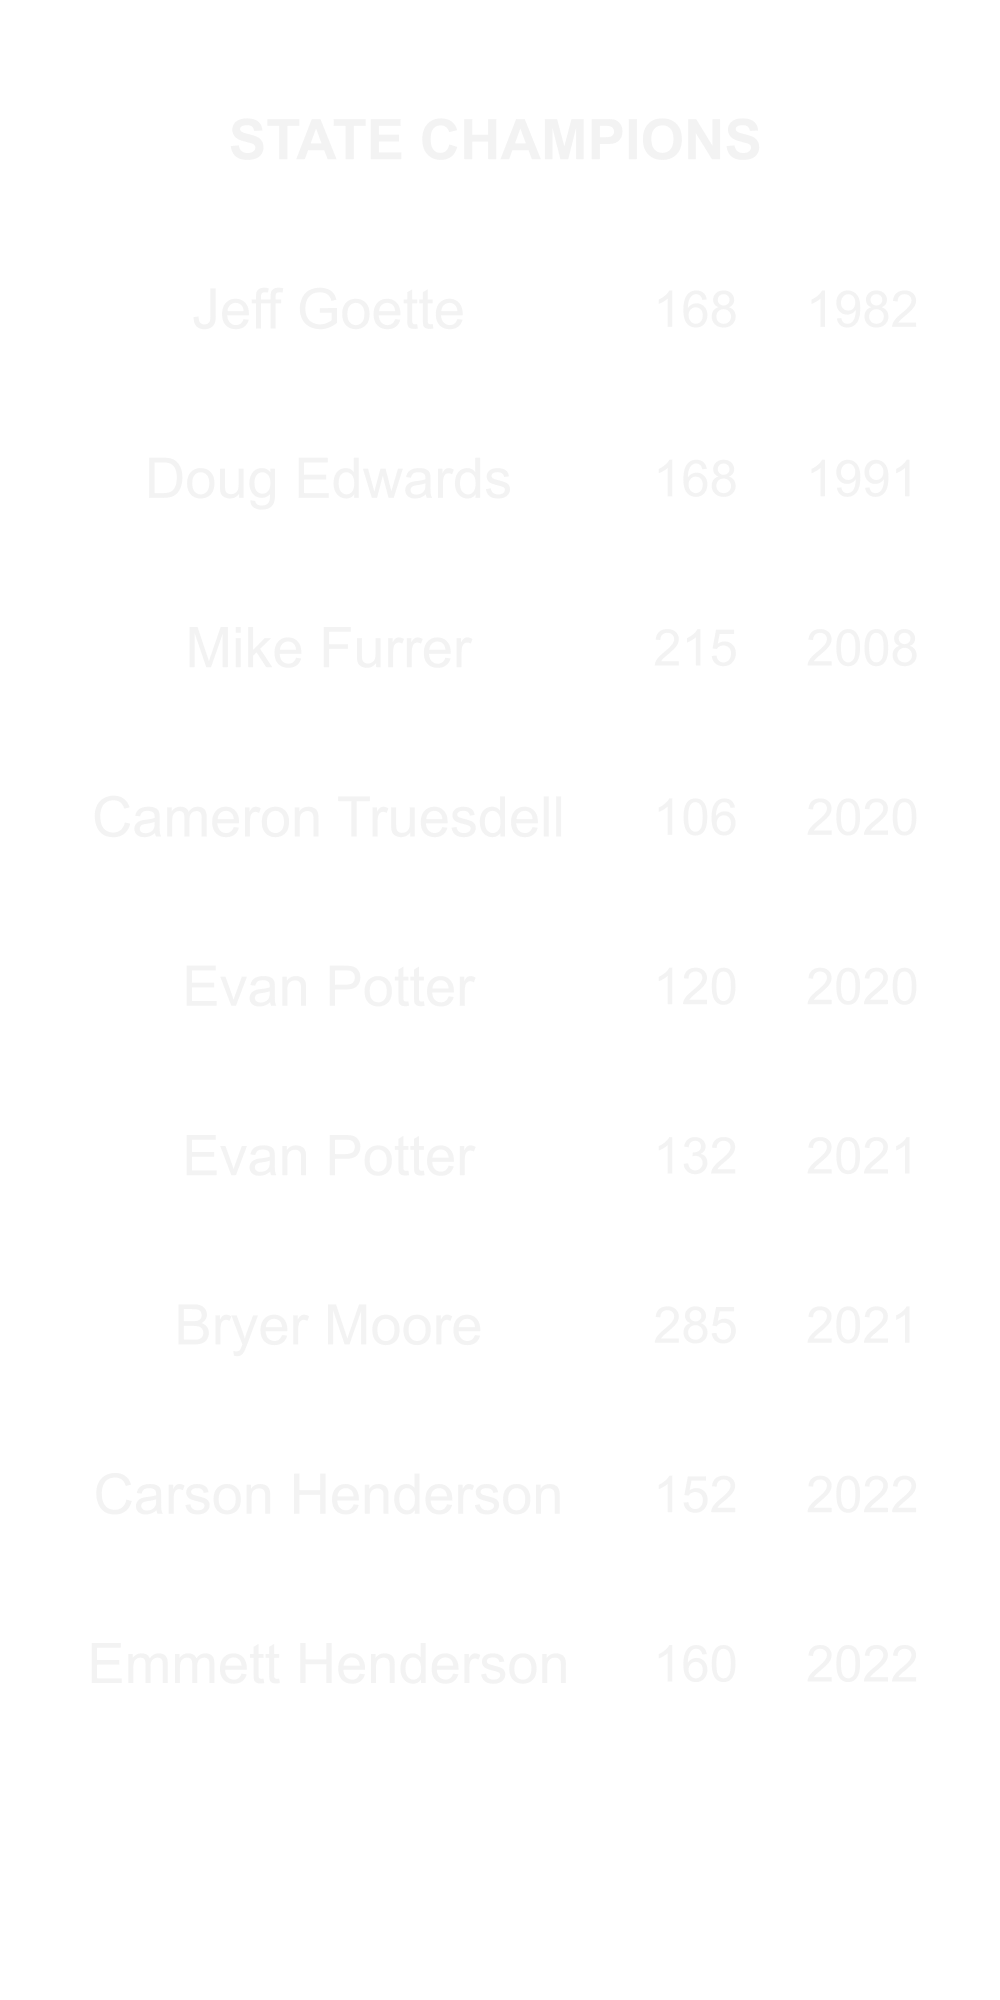 STATE CHAMPIONS
Jeff Goette 168 1982
Doug Edwards 168 1991
Mike Furrer 215 2008
Cameron Truesdell 106 2020
Evan Potter 120 2020
Evan Potter 132 2021
Bryer Moore 285 2021
Carson Henderson 152 2022
Emmett Henderson 160 2022